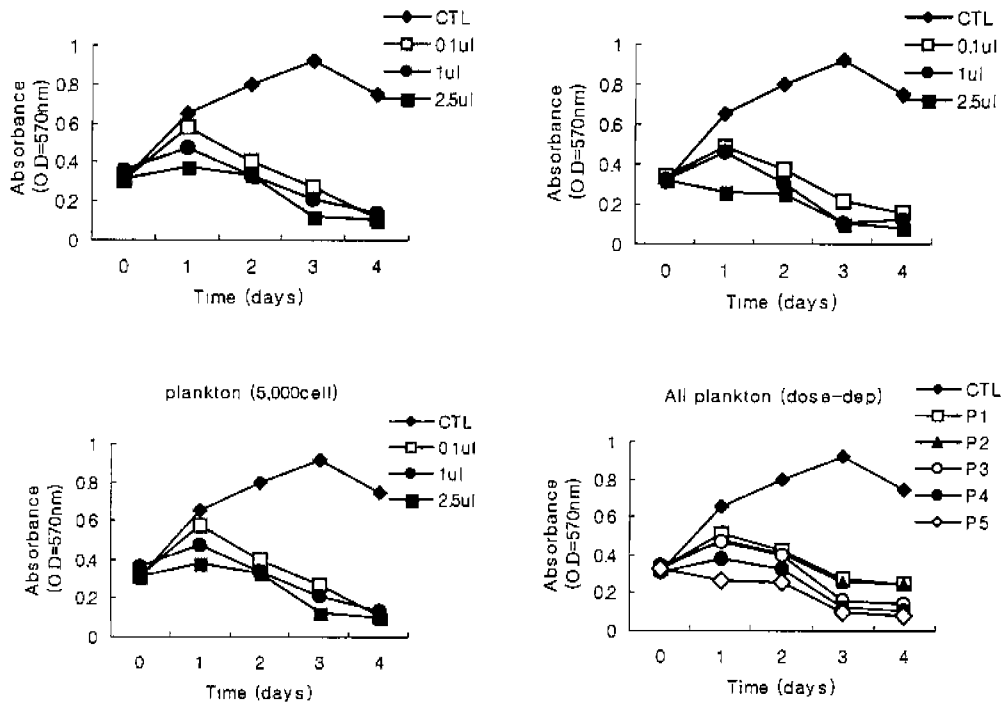 CTL
0.1ul
1ul
2.5ul
1
0.8
0.6
0.4
0.2
0
Absorbance
(O.D=570nm)
0 1 2 3 4
Time (days)
CTL
0.1ul
1ul
2.5ul
1
0.8
0.6
0.4
0.2
0
Absorbance
(O.D=570nm)
0 1 2 3 4
Time (days)
plankton (5,000cell)
CTL
0.1ul
1ul
2.5ul
1
0.8
0.6
0.4
0.2
0
Absorbance
(O.D=570nm)
0 1 2 3 4
Time (days)
All plankton (dose-dep)
CTL
P1
P2
P3
P4
P5
1
0.8
0.6
0.4
0.2
0
Absorbance
(O.D=570nm)
0 1 2 3 4
Time (days)